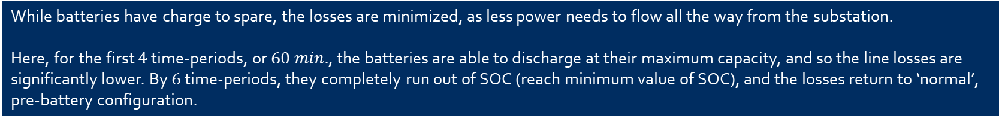 While batteries have charge to spare, the losses are minimized, as less power needs to flow all the way from the substation.
Here, for the first 4 time-periods, or 60 min., the batteries are able to discharge at their maximum capacity, and so the line losses are
significantly lower. By 6 time-periods, they completely run out of SOC (reach minimum value of SOC), and the losses return to ‘normal’,
pre-battery configuration.